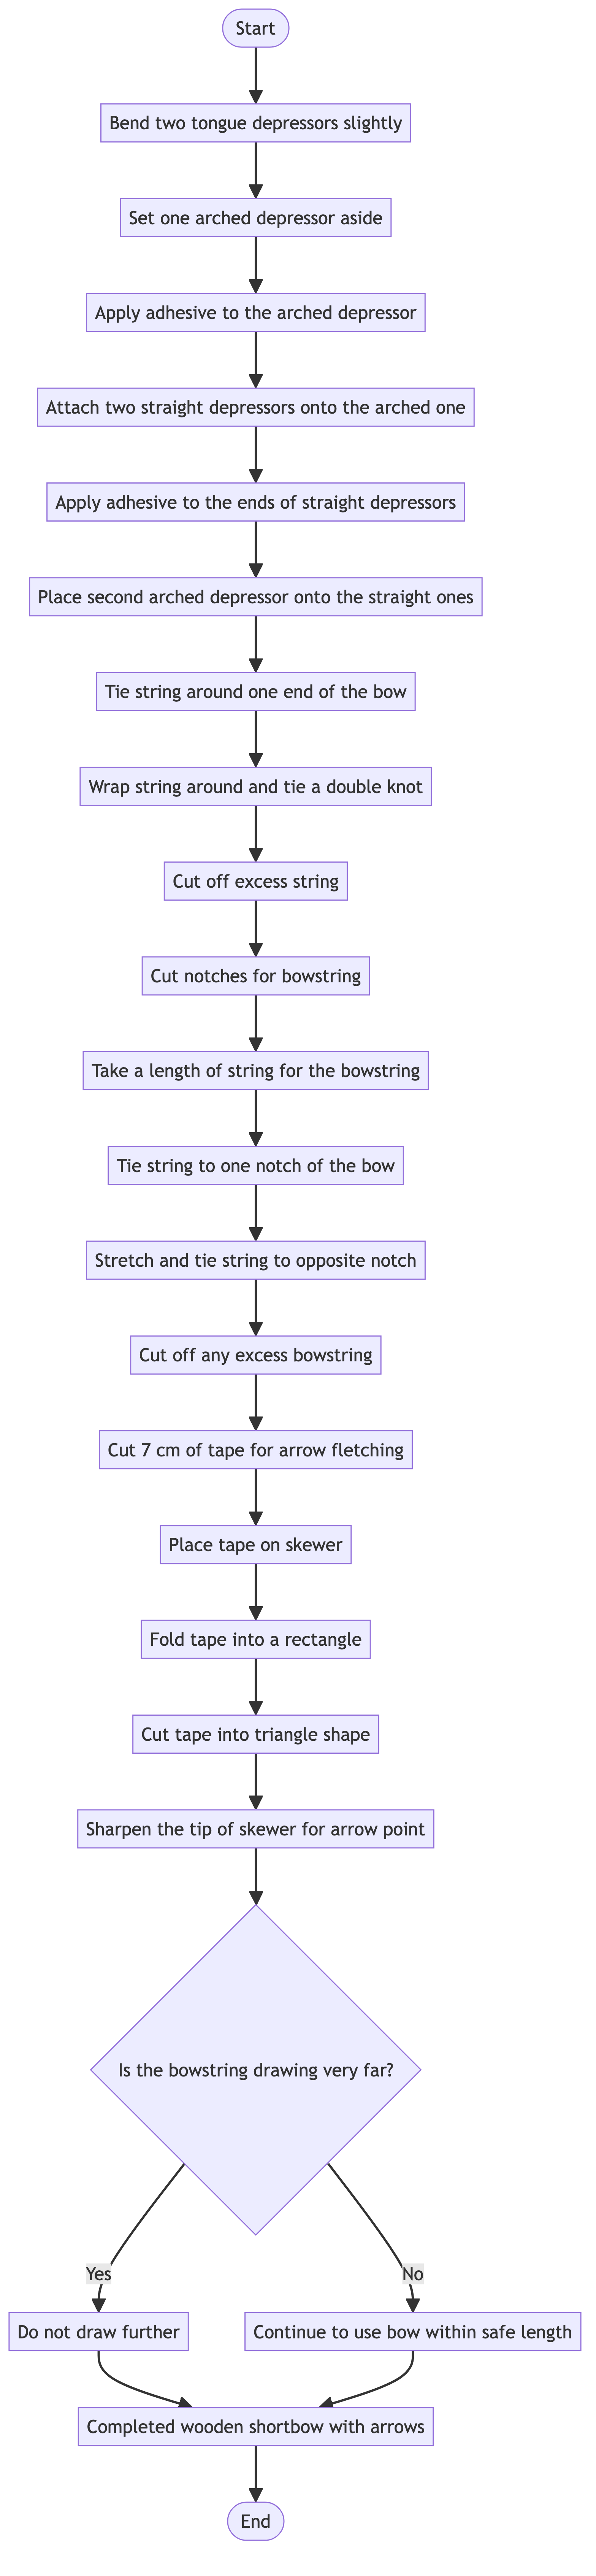 Start
Bend two tongue depressors slightly
Set one arched depressor aside
Apply adhesive to the arched depressor
Attach two straight depressors onto the arched one
Apply adhesive to the ends of straight depressors
Place second arched depressor onto the straight ones
Tie string around one end of the bow
Wrap string around and tie a double knot
Cut off excess string
Cut notches for bowstring
Take a length of string for the bowstring
Tie string to one notch of the bow
Stretch and tie string to opposite notch
Cut off any excess bowstring
Cut 7 cm of tape for arrow fletching
Place tape on skewer
Fold tape into a rectangle
Cut tape into triangle shape
Sharpen the tip of skewer for arrow point
Is the bowstring drawing very far?
Yes
No
Do not draw further
Continue to use bow within safe length
Completed wooden shortbow with arrows
End